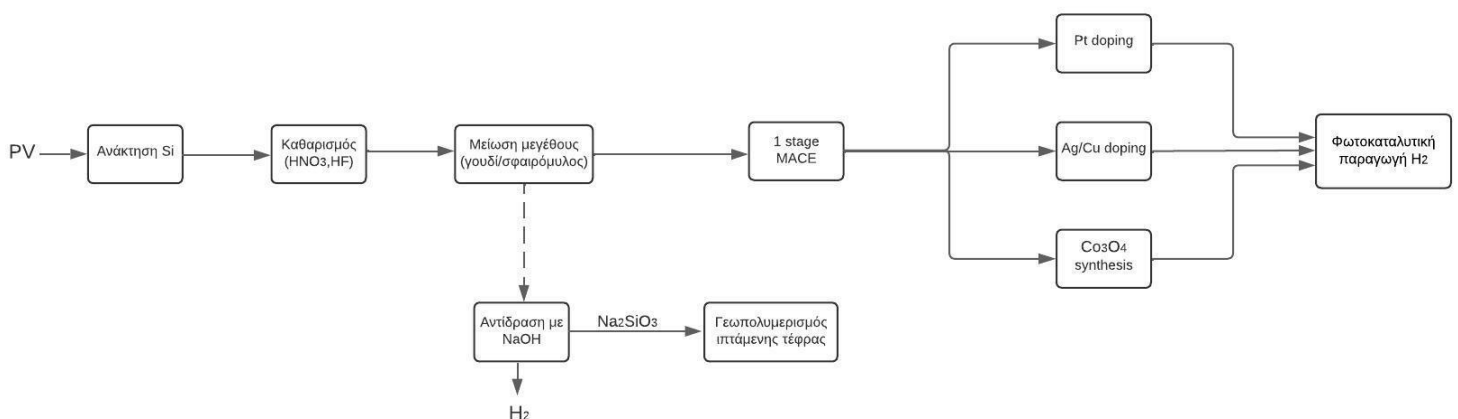 PV
Ανάκτηση Si
Καθαρισμός
(HNO3,HF)
Μείωση μεγέθους
(γουδί/σφαιρόμυλος)
1 stage
MACE
Pt doping
Ag/Cu doping
Co3O4
synthesis
Φωτοκαταλυτική
παραγωγή H2
Αντίδραση με
NaOH
Na2SiO3
Γεωπολυμερισμός
ιπτάμενης τέφρας
H2